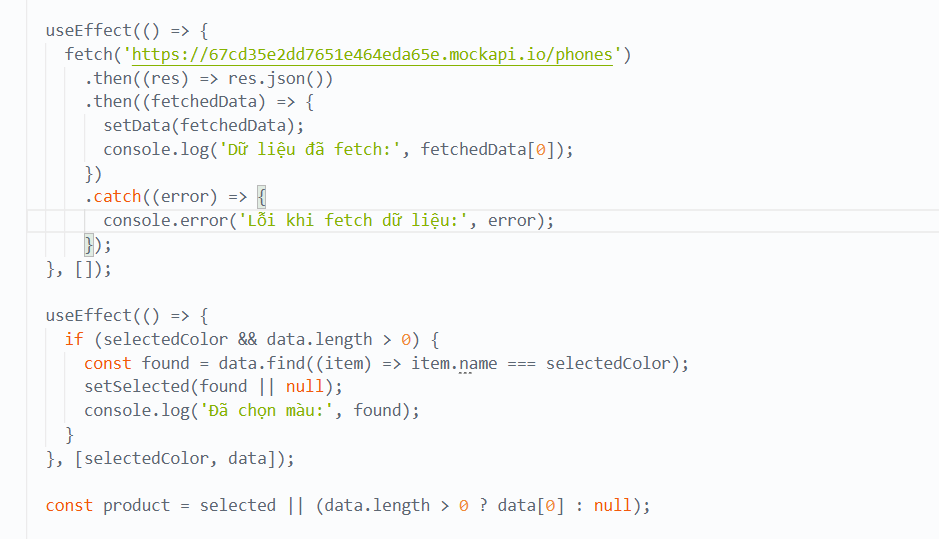 useEffect(() => {
fetch('https://67cd35e2dd7651e464eda65e.mockapi.io/phones')
.then((res) => res.json())
.then((fetchedData) => {
setData(fetchedData);
console.log('Dữ liệu đã fetch:', fetchedData[0]);
})
.catch((error) => {
console.error('Lỗi khi fetch dữ liệu:', error);
});
}, []);
useEffect(() => {
if (selectedColor && data.length > 0) {
const found = data.find((item) => item.name === selectedColor);
setSelected(found || null);
console.log('Đã chọn màu:', found);
}
}, [selectedColor, data]);
const product = selected || (data.length > 0 ? data[0] : null);